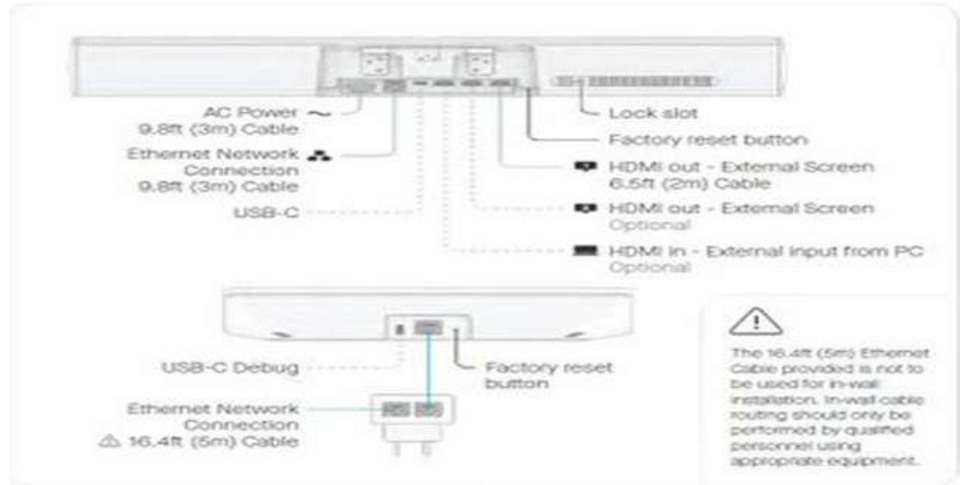 AC Power
9.8ft (3m) Cable
Ethernet Network
Connection
9.8ft (3m) Cable
USB-C
Lock slot
Factory reset button
HDMI out - External Screen
6.5ft (2m) Cable
HDMI out - External Screen
Optional
HDMI in - External input from PC
Optional
USB-C Debug
Factory reset
button
Ethernet Network
Connection
⚠ 16.4ft (5m) Cable
The 16.4ft (5m) Ethernet
Cable provided is not to
be used for in-wall
installation. In-wall cable
routing should only be
performed by qualified
personnel using
appropriate equipment.